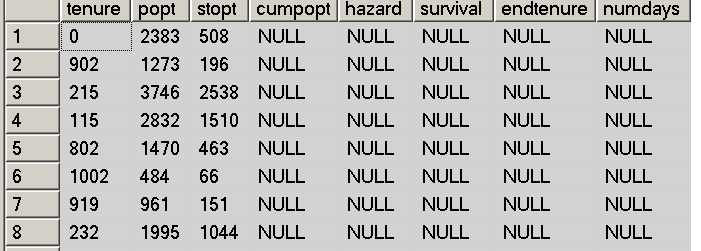 tenure popt stopt cumpopt hazard survival endtenure numdays
1 0 2383 508 NULL NULL NULL NULL NULL
2 902 1273 196 NULL NULL NULL NULL NULL
3 215 3746 2538 NULL NULL NULL NULL NULL
4 115 2832 1510 NULL NULL NULL NULL NULL
5 802 1470 463 NULL NULL NULL NULL NULL
6 1002 484 66 NULL NULL NULL NULL NULL
7 919 961 151 NULL NULL NULL NULL NULL
8 232 1995 1044 NULL NULL NULL NULL NULL